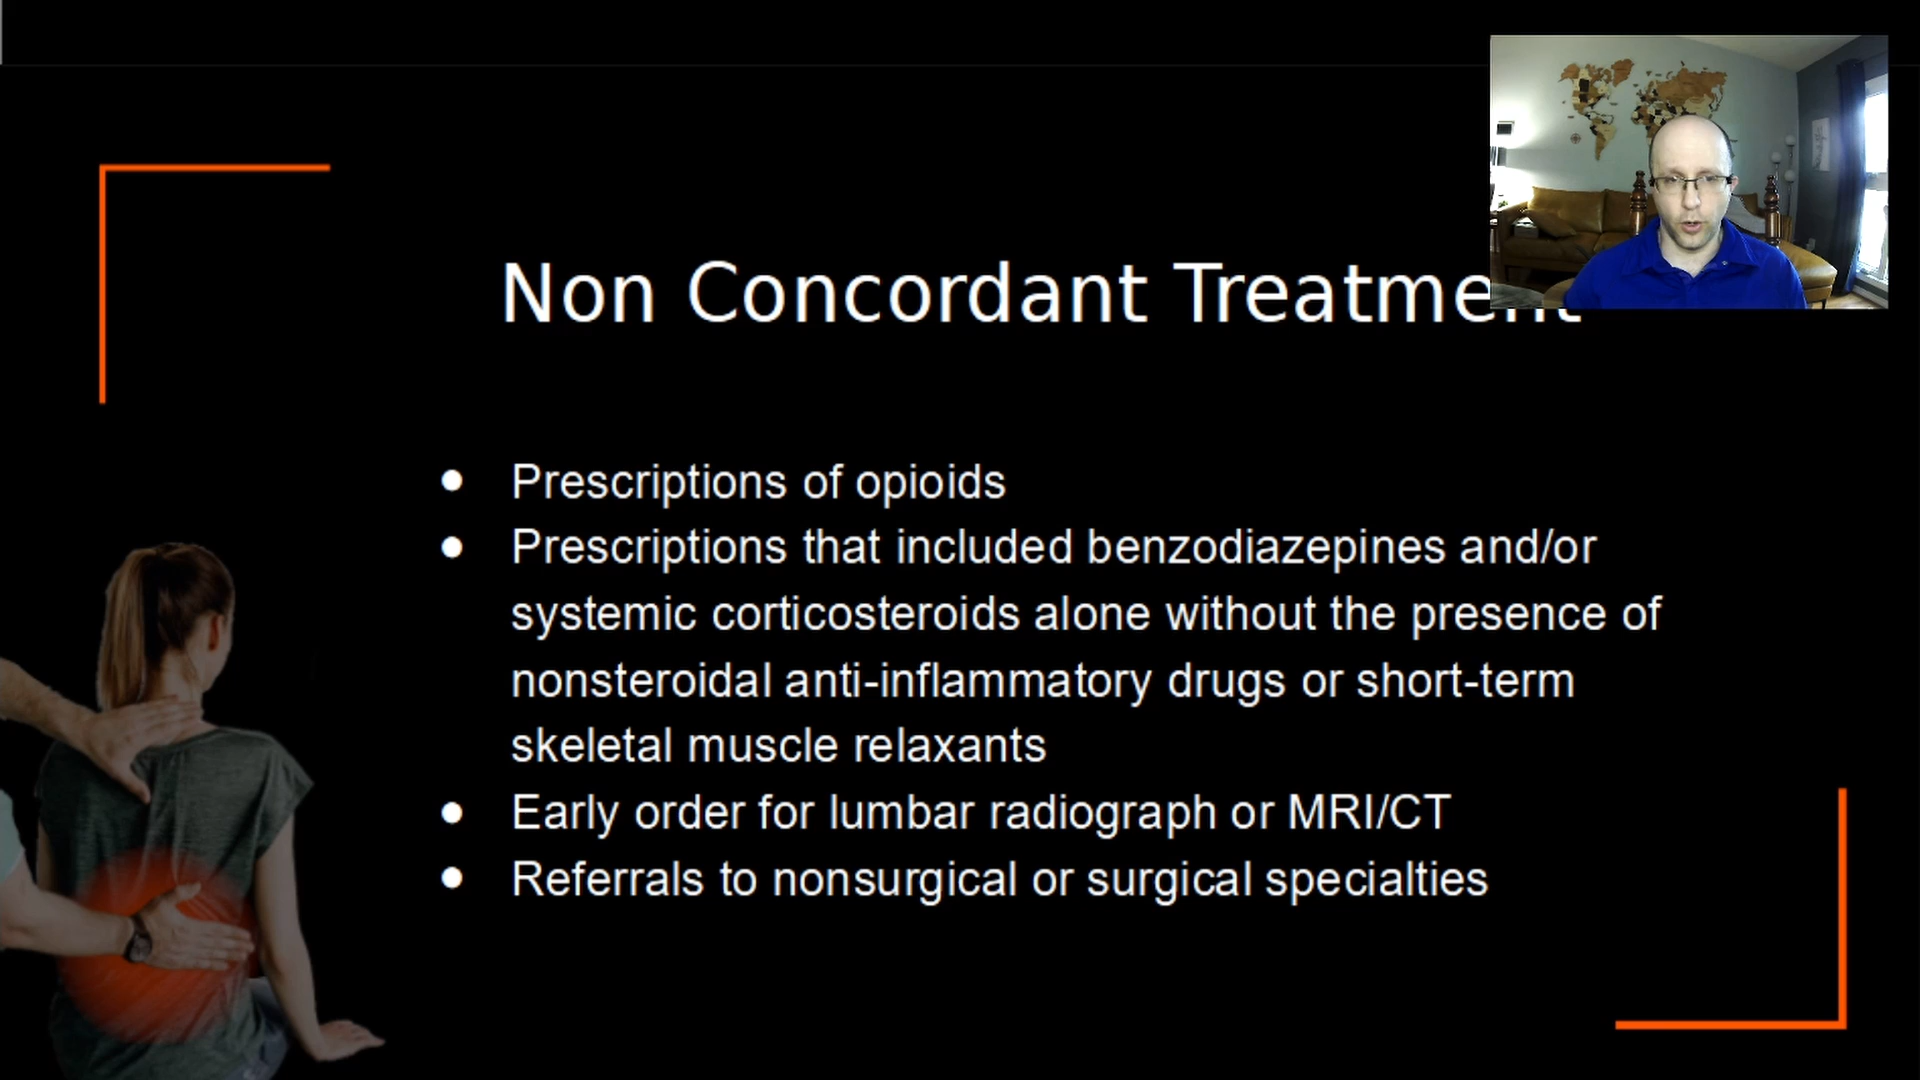 Non Concordant Treatment
● Prescriptions of opioids
● Prescriptions that included benzodiazepines and/or
systemic corticosteroids alone without the presence of
nonsteroidal anti-inflammatory drugs or short-term
skeletal muscle relaxants
● Early order for lumbar radiograph or MRI/CT
● Referrals to nonsurgical or surgical specialties